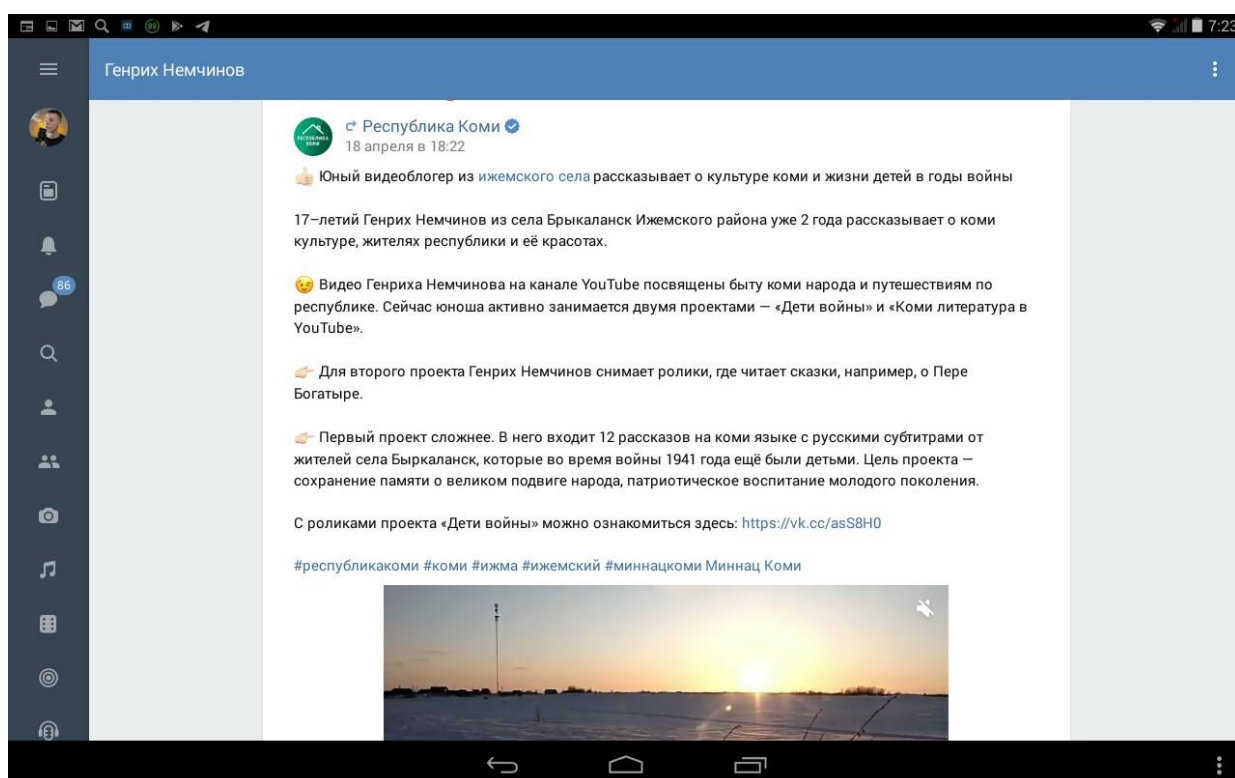 89
7:23
Генрих Немчинов
РЕСПУБЛИКА
КОМИ
Республика Коми
18 апреля в 18:22
Юный видеоблогер из ижемского села рассказывает о культуре коми и жизни детей в годы войны
17–летий Генрих Немчинов из села Брыкаланск Ижемского района уже 2 года рассказывает о коми
культуре, жителях республики и её красотах.
86
Видео Генриха Немчинова на канале YouTube посвящены быту коми народа и путешествиям по
республике. Сейчас юноша активно занимается двумя проектами — «Дети войны» и «Коми литература в
YouTube».
Для второго проекта Генрих Немчинов снимает ролики, где читает сказки, например, о Пере
Богатыре.
Первый проект сложнее. В него входит 12 рассказов на коми языке с русскими субтитрами от
жителей села Быркаланск, которые во время войны 1941 года ещё были детьми. Цель проекта —
сохранение памяти о великом подвиге народа, патриотическое воспитание молодого поколения.
С роликами проекта «Дети войны» можно ознакомиться здесь: https://vk.cc/asS8H0
#республикакоми #коми #ижма #ижемский #миннацкоми Миннац Коми